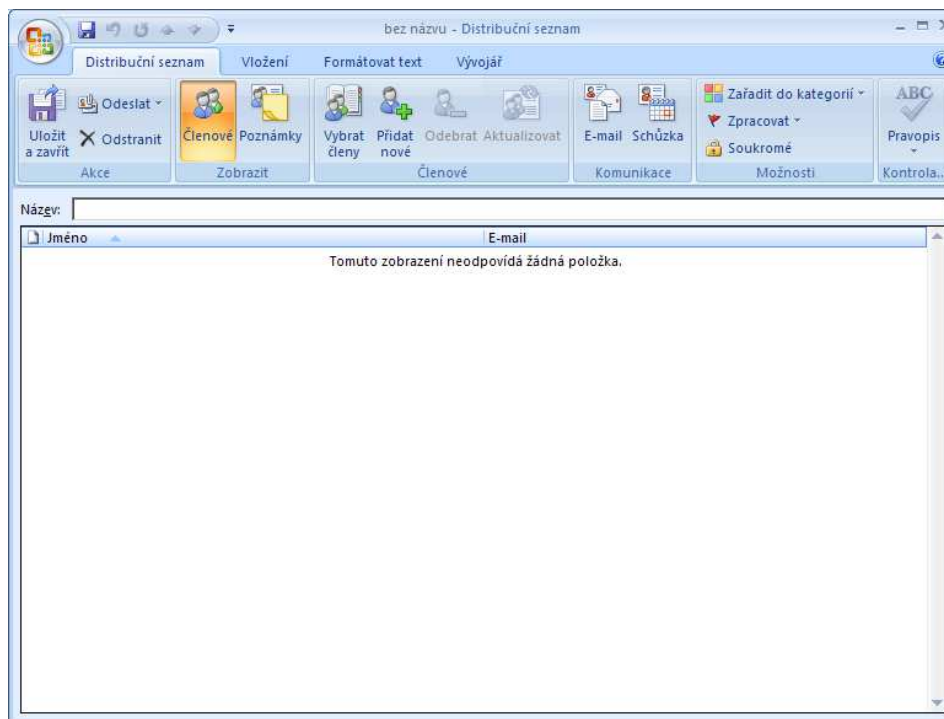 bez názvu - Distribuční seznam
Distribuční seznam Vložení Formátovat text Vývojář
Uložit a zavřít
Odeslat
Odstranit
Členové
Poznámky
Vybrat členy
Přidat nové
Odebrat
Aktualizovat
E-mail
Schůzka
Zařadit do kategorií
Zpracovat
Soukromé
ABC
Pravopis
Akce Zobrazit Členové Komunikace Možnosti Kontrola...
Název:
Jméno E-mail
Tomuto zobrazení neodpovídá žádná položka.